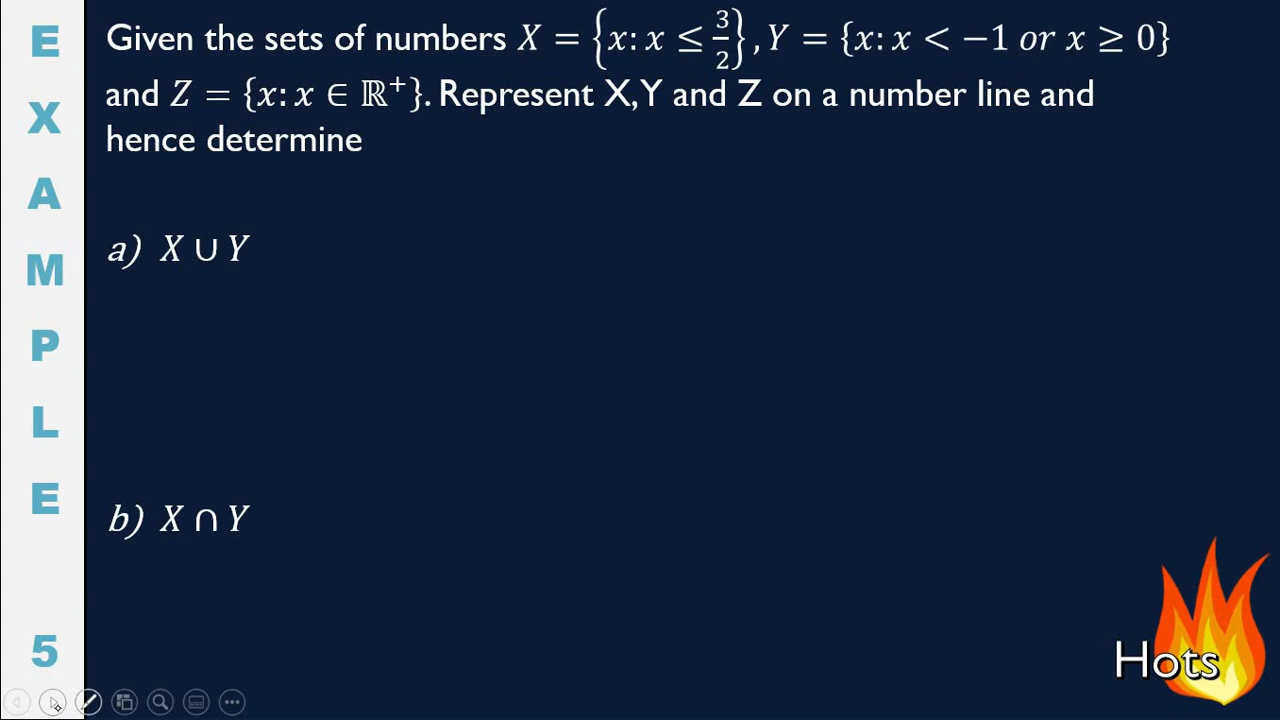 E
X
A
M
P
L
E
5
Given the sets of numbers X = {x: x ≤ 3/2}, Y = {x: x < −1 or x ≥ 0}
and Z = {x: x ∈ ℝ⁺}. Represent X,Y and Z on a number line and
hence determine
a) X ∪ Y
b) X ∩ Y
Hots